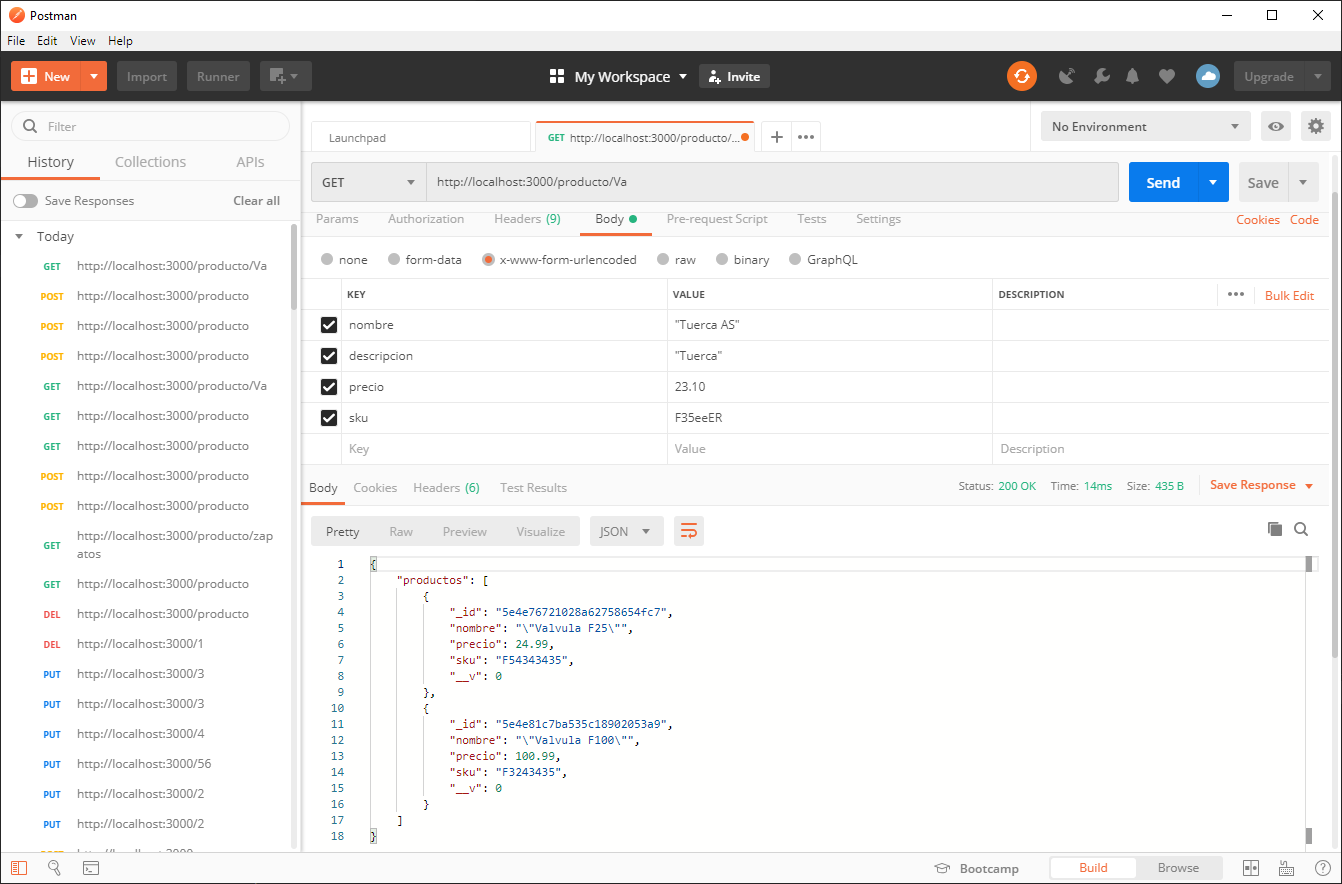 Postman
File Edit View Help
New Import Runner My Workspace Invite Upgrade
Filter
History Collections APIs
Save Responses Clear all
Today
GET http://localhost:3000/producto/Va
POST http://localhost:3000/producto
POST http://localhost:3000/producto
POST http://localhost:3000/producto
GET http://localhost:3000/producto/Va
GET http://localhost:3000/producto
GET http://localhost:3000/producto
POST http://localhost:3000/producto
POST http://localhost:3000/producto
GET http://localhost:3000/producto/zap
atos
GET http://localhost:3000/producto
DEL http://localhost:3000/producto
DEL http://localhost:3000/1
PUT http://localhost:3000/3
PUT http://localhost:3000/3
PUT http://localhost:3000/4
PUT http://localhost:3000/56
PUT http://localhost:3000/2
PUT http://localhost:3000/2
Launchpad GET http://localhost:3000/producto/... No Environment
GET http://localhost:3000/producto/Va Send Save
Params Authorization Headers (9) Body Pre-request Script Tests Settings Cookies Code
none form-data x-www-form-urlencoded raw binary GraphQL
KEY VALUE DESCRIPTION ••• Bulk Edit
nombre "Tuerca AS"
descripcion "Tuerca"
precio 23.10
sku F35eeER
Key Value Description
Body Cookies Headers (6) Test Results Status: 200 OK Time: 14ms Size: 435 B Save Response
Pretty Raw Preview Visualize JSON
1 {
2 "productos": [
3 {
4 "_id": "5e4e76721028a62758654fc7",
5 "nombre": "\"Valvula F25\"",
6 "precio": 24.99,
7 "sku": "F54343435",
8 "__v": 0
9 },
10 {
11 "_id": "5e4e81c7ba535c18902053a9",
12 "nombre": "\"Valvula F100\"",
13 "precio": 100.99,
14 "sku": "F3243435",
15 "__v": 0
16 }
17 ]
18 }
Bootcamp Build Browse